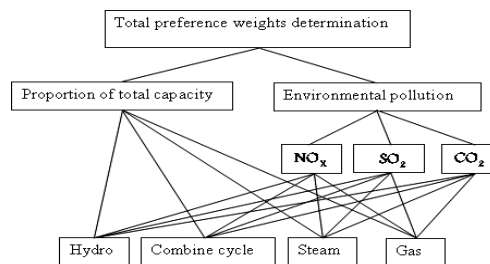 Total preference weights determination
Proportion of total capacity
Environmental pollution
NOₓ
SO₂
CO₂
Hydro
Combine cycle
Steam
Gas